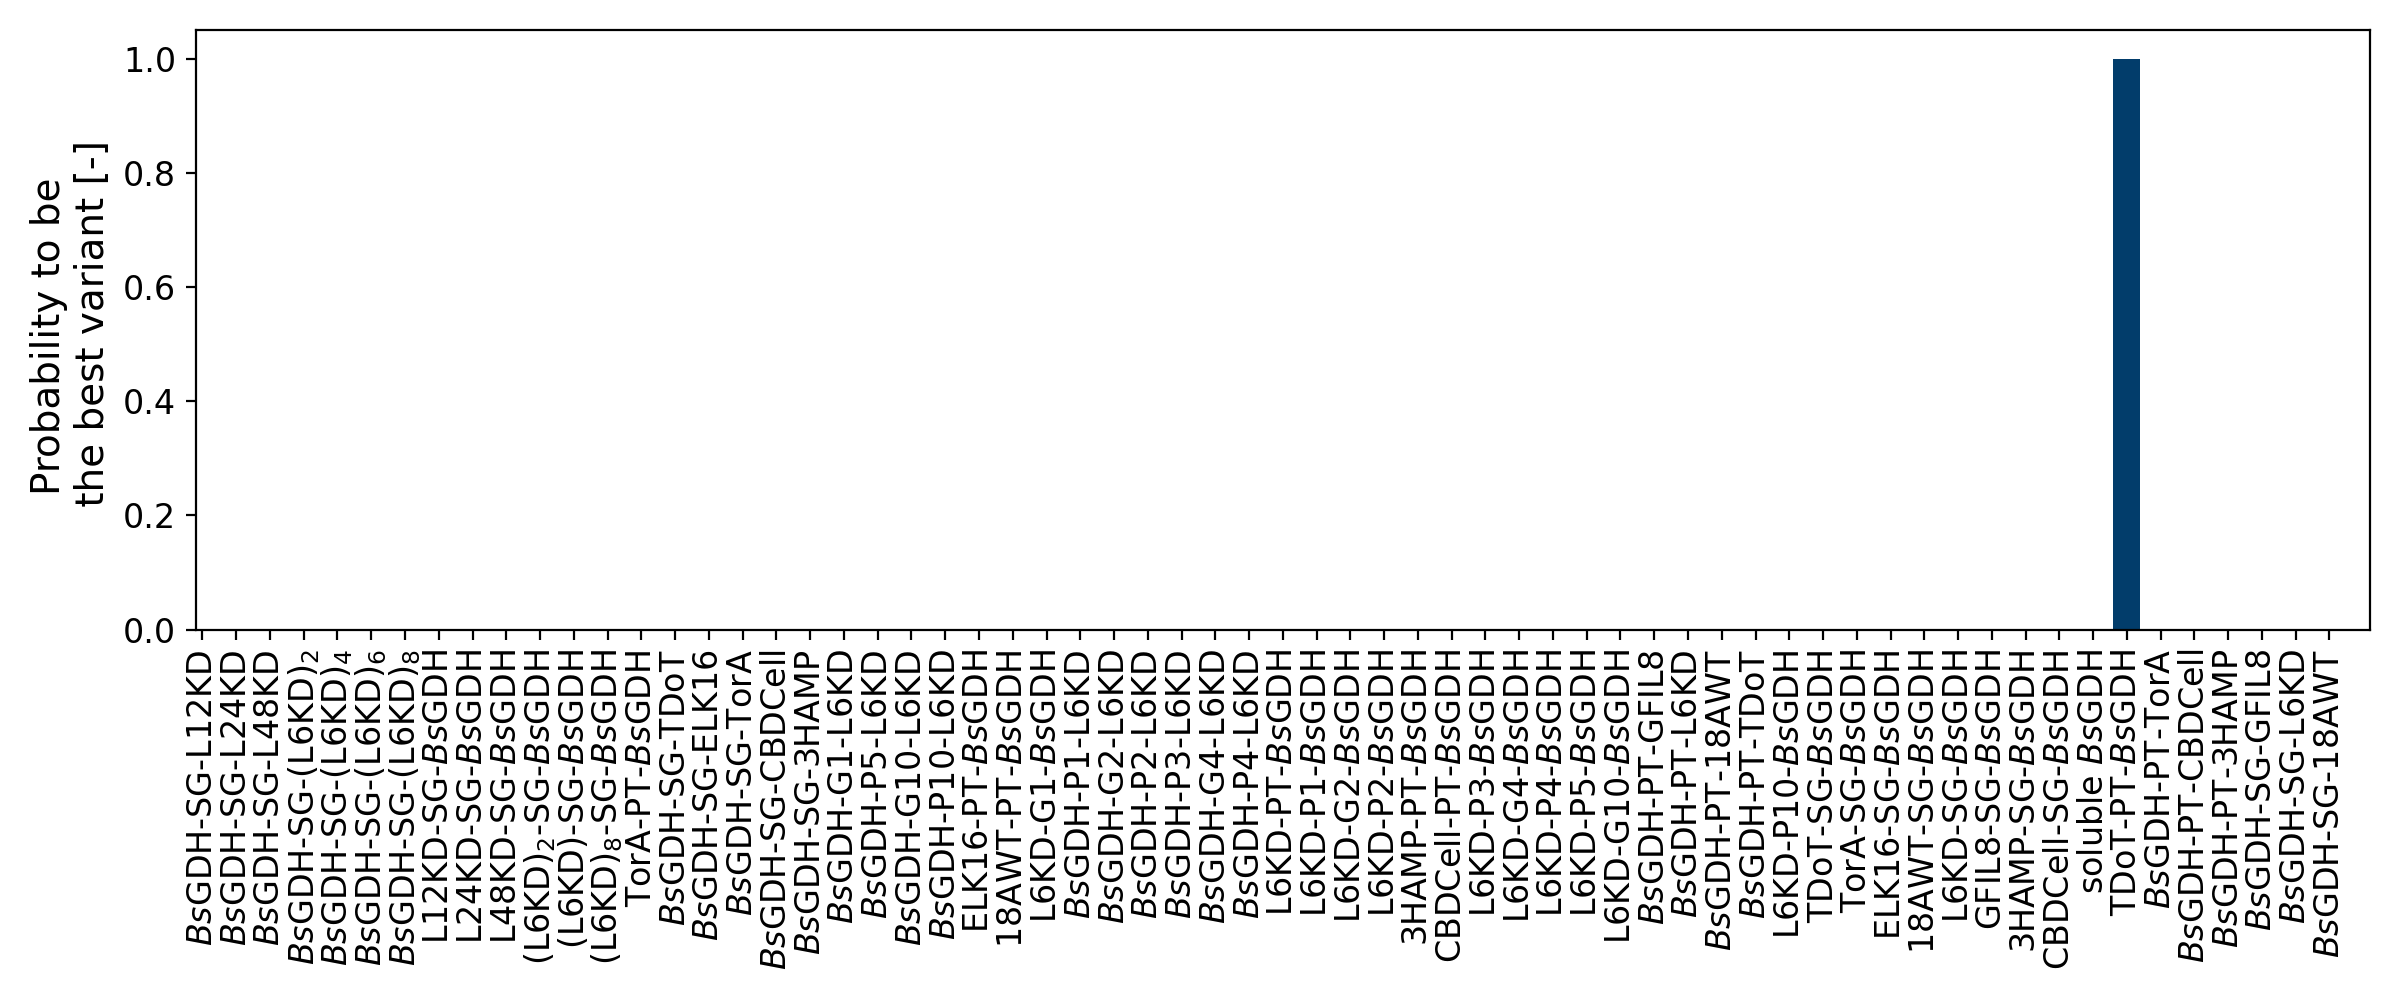 Probability to be
the best variant [-]
1.0
0.8
0.6
0.4
0.2
0.0
BsGDH-SG-L12KD
BsGDH-SG-L24KD
BsGDH-SG-L48KD
BsGDH-SG-(L6KD)₂
BsGDH-SG-(L6KD)₄
BsGDH-SG-(L6KD)₆
BsGDH-SG-(L6KD)₈
L12KD-SG-BsGDH
L24KD-SG-BsGDH
L48KD-SG-BsGDH
(L6KD)₂-SG-BsGDH
(L6KD)-SG-BsGDH
(L6KD)₈-SG-BsGDH
TorA-PT-BsGDH
BsGDH-SG-TDoT
BsGDH-SG-ELK16
BsGDH-SG-TorA
BsGDH-SG-CBDCell
BsGDH-SG-3HAMP
BsGDH-G1-L6KD
BsGDH-P5-L6KD
BsGDH-G10-L6KD
BsGDH-P10-L6KD
ELK16-PT-BsGDH
18AWT-PT-BsGDH
L6KD-G1-BsGDH
BsGDH-P1-L6KD
BsGDH-G2-L6KD
BsGDH-P2-L6KD
BsGDH-P3-L6KD
BsGDH-G4-L6KD
BsGDH-P4-L6KD
L6KD-PT-BsGDH
L6KD-P1-BsGDH
L6KD-G2-BsGDH
L6KD-P2-BsGDH
3HAMP-PT-BsGDH
CBDCell-PT-BsGDH
L6KD-P3-BsGDH
L6KD-G4-BsGDH
L6KD-P4-BsGDH
L6KD-P5-BsGDH
L6KD-G10-BsGDH
BsGDH-PT-GFIL8
BsGDH-PT-L6KD
BsGDH-PT-18AWT
BsGDH-PT-TDoT
L6KD-P10-BsGDH
TDoT-SG-BsGDH
TorA-SG-BsGDH
ELK16-SG-BsGDH
18AWT-SG-BsGDH
L6KD-SG-BsGDH
GFIL8-SG-BsGDH
3HAMP-SG-BsGDH
CBDCell-SG-BsGDH
soluble BsGDH
TDoT-PT-BsGDH
BsGDH-PT-TorA
BsGDH-PT-CBDCell
BsGDH-PT-3HAMP
BsGDH-SG-GFIL8
BsGDH-SG-L6KD
BsGDH-SG-18AWT